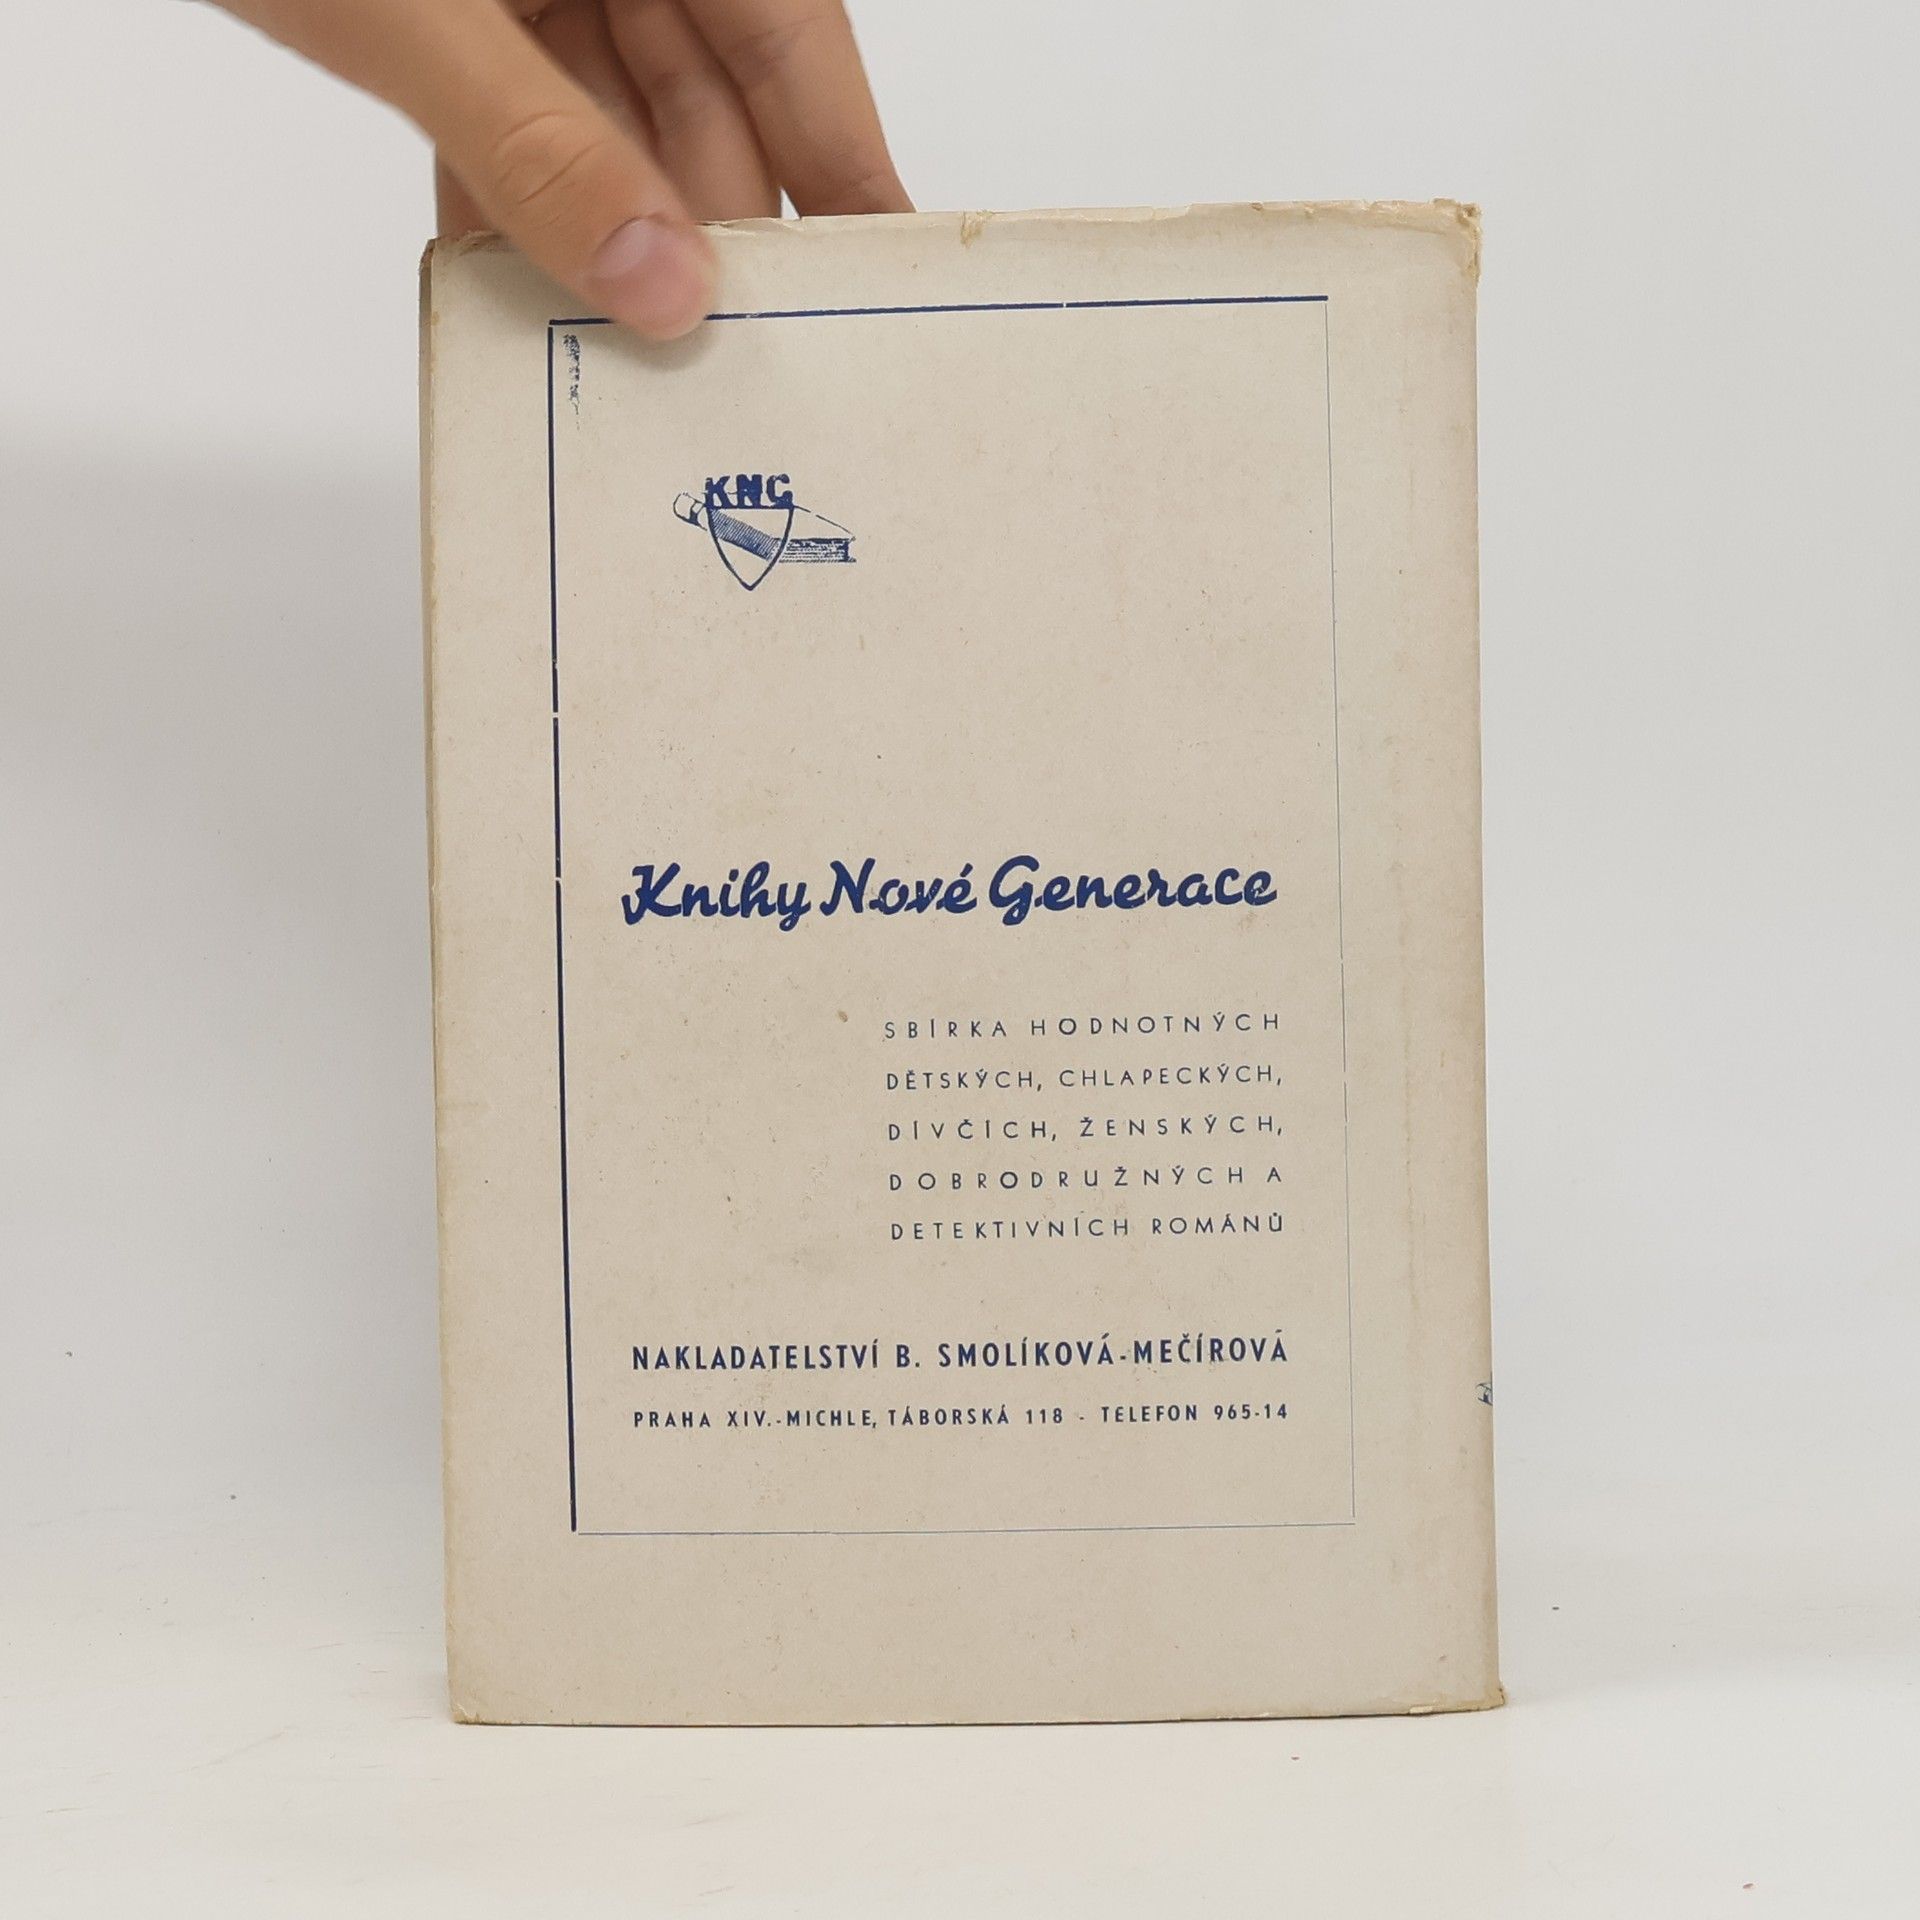 KNG
Knihy Nové Generace
SBÍRKA HODNOTNÝCH
DĚTSKÝCH, CHLAPECKÝCH,
DÍVČÍCH, ŽENSKÝCH,
DOBRODRUŽNÝCH A
DETEKTIVNÍCH ROMÁNŮ
NAKLADATELSTVÍ B. SMOLÍKOVÁ-MEČÍROVÁ
PRAHA XIV.-MICHLE, TÁBORSKÁ 118 - TELEFON 965-14